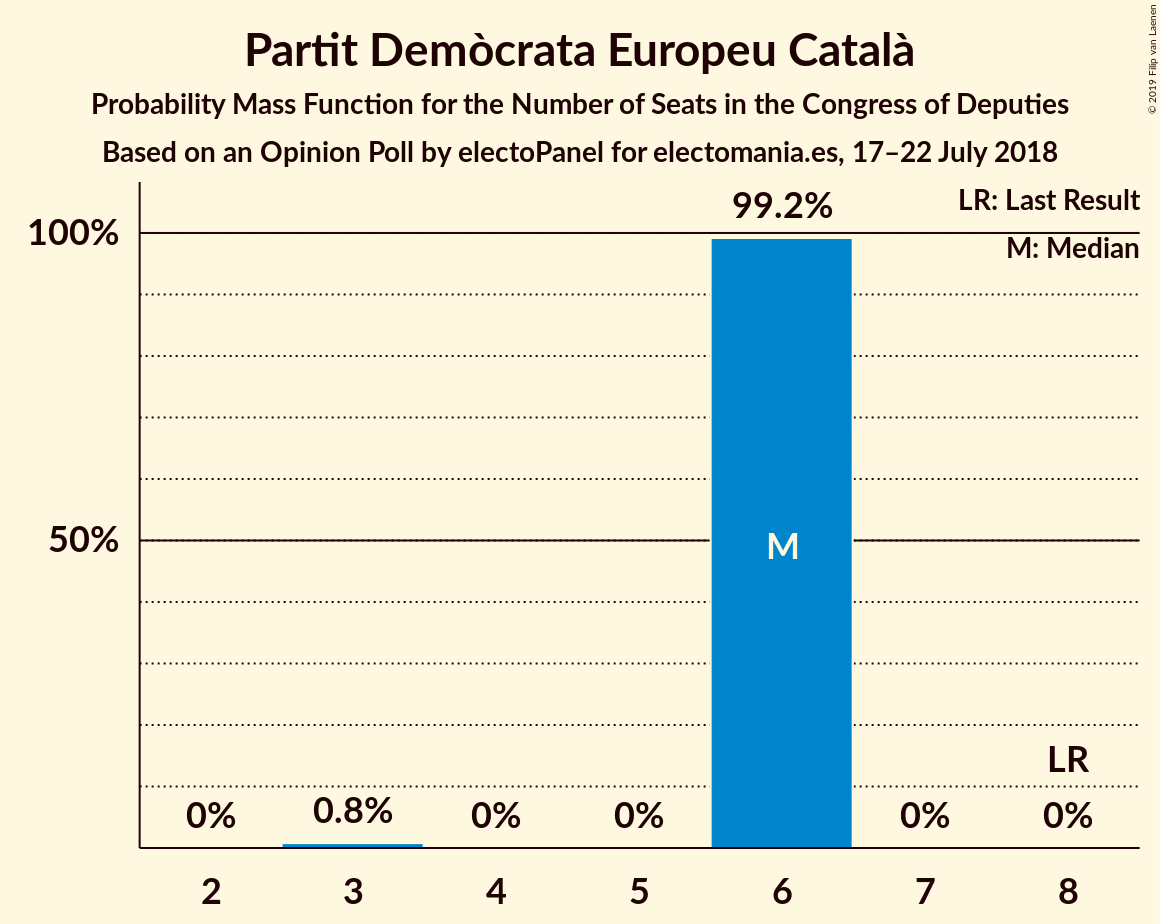 Partit Demòcrata Europeu Català
Probability Mass Function for the Number of Seats in the Congress of Deputies
Based on an Opinion Poll by electoPanel for electomania.es, 17–22 July 2018
© 2019 Filip van Laenen
LR: Last Result
M: Median
99.2%
100%
50%
M
LR
0%
0.8%
0%
0%
0%
0%
2
3
4
5
6
7
8